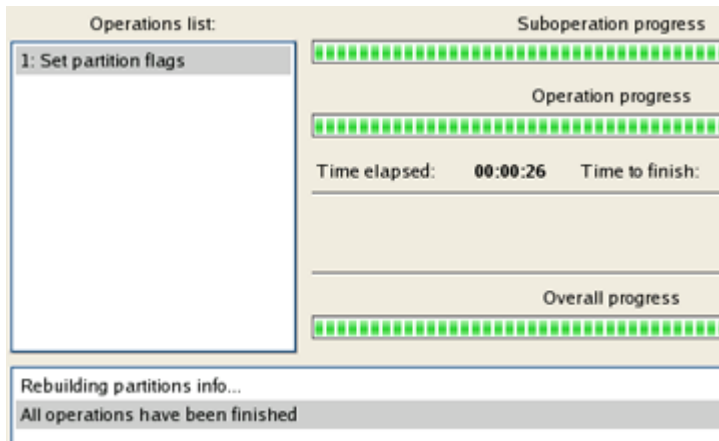 Operations list:
Suboperation progress
1: Set partition flags
Operation progress
Time elapsed: 00:00:26 Time to finish:
Overall progress
Rebuilding partitions info...
All operations have been finished